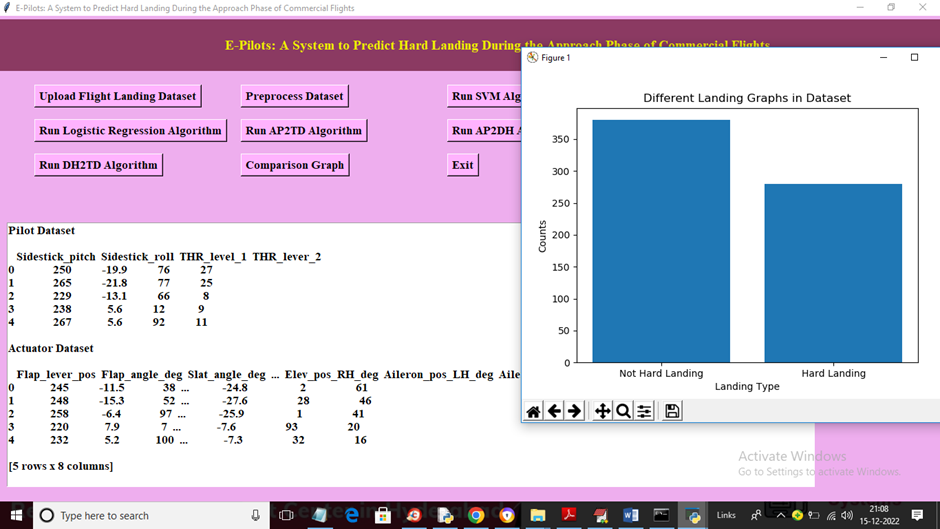 E-Pilots: A System to Predict Hard Landing During the Approach Phase of Commercial Flights
E-Pilots: A System to Predict Hard Landing During the Approach Phase of Commercial Flights
Upload Flight Landing Dataset
Preprocess Dataset
Run SVM Alg
Run Logistic Regression Algorithm
Run AP2TD Algorithm
Run AP2DH A
Run DH2TD Algorithm
Comparison Graph
Exit
Pilot Dataset
Sidestick_pitch Sidestick_roll THR_level_1 THR_lever_2
0 250 -19.9 76 27
1 265 -21.8 77 25
2 229 -13.1 66 8
3 238 5.6 12 9
4 267 5.6 92 11
Actuator Dataset
Flap_lever_pos Flap_angle_deg Slat_angle_deg ... Elev_pos_RH_deg Aileron_pos_LH_deg Aile
0 245 -11.5 38 ... -24.8 2 61
1 248 -15.3 52 ... -27.6 28 46
2 258 -6.4 97 ... -25.9 1 41
3 220 7.9 7 ... -7.6 93 20
4 232 5.2 100 ... -7.3 32 16
[5 rows x 8 columns]
Figure 1
Different Landing Graphs in Dataset
Counts
350
300
250
200
150
100
50
0
Not Hard Landing
Hard Landing
Landing Type
Activate Windows
Go to Settings to activate Windows.
Type here to search
Links
21:08
15-12-2022